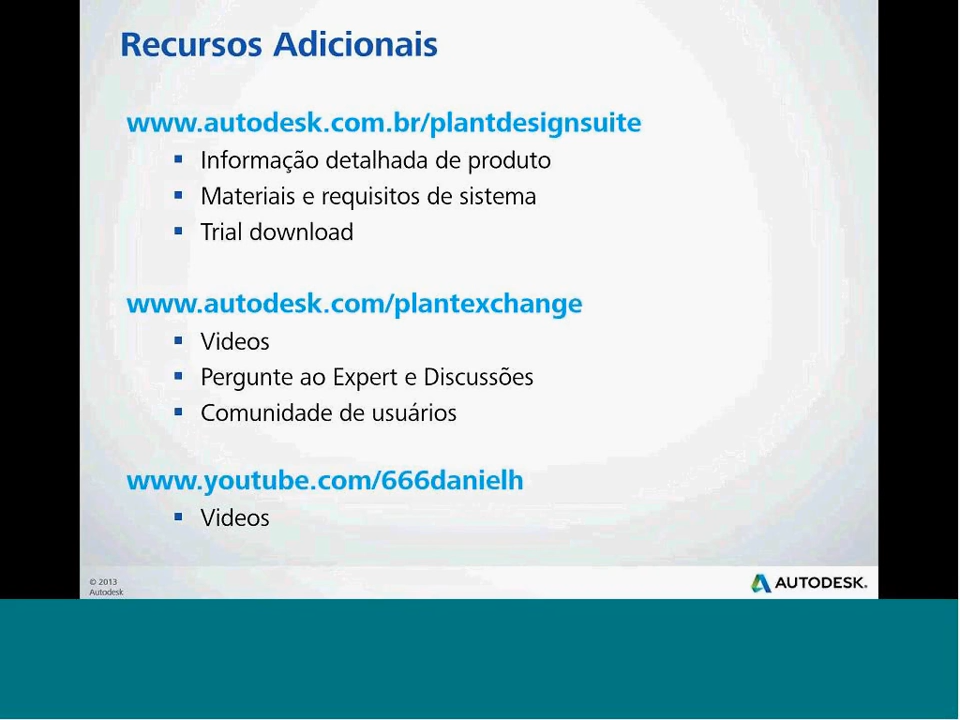 Recursos Adicionais
www.autodesk.com.br/plantdesignsuite
▪ Informação detalhada de produto
▪ Materiais e requisitos de sistema
▪ Trial download
www.autodesk.com/plantexchange
▪ Videos
▪ Pergunte ao Expert e Discussões
▪ Comunidade de usuários
www.youtube.com/666danielh
▪ Videos
© 2013
Autodesk
AUTODESK.